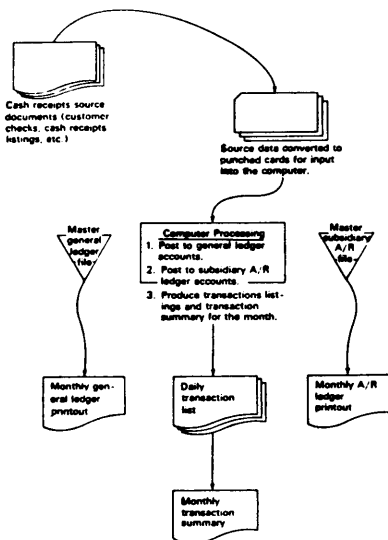 Cash receipts source
documents (customer
checks, cash receipts
listings, etc.)
Source data converted to
punched cards for input
into the computer.
Master
general
ledger
file
Computer Processing
1. Post to general ledger
accounts.
2. Post to subsidiary A/R
ledger accounts.
3. Produce transactions list-
ings and transaction
summary for the month.
Master
subsidiary
A/R
file
Monthly gen-
eral ledger
printout
Daily
transaction
list
Monthly A/R
ledger
printout
Monthly
transaction
summary